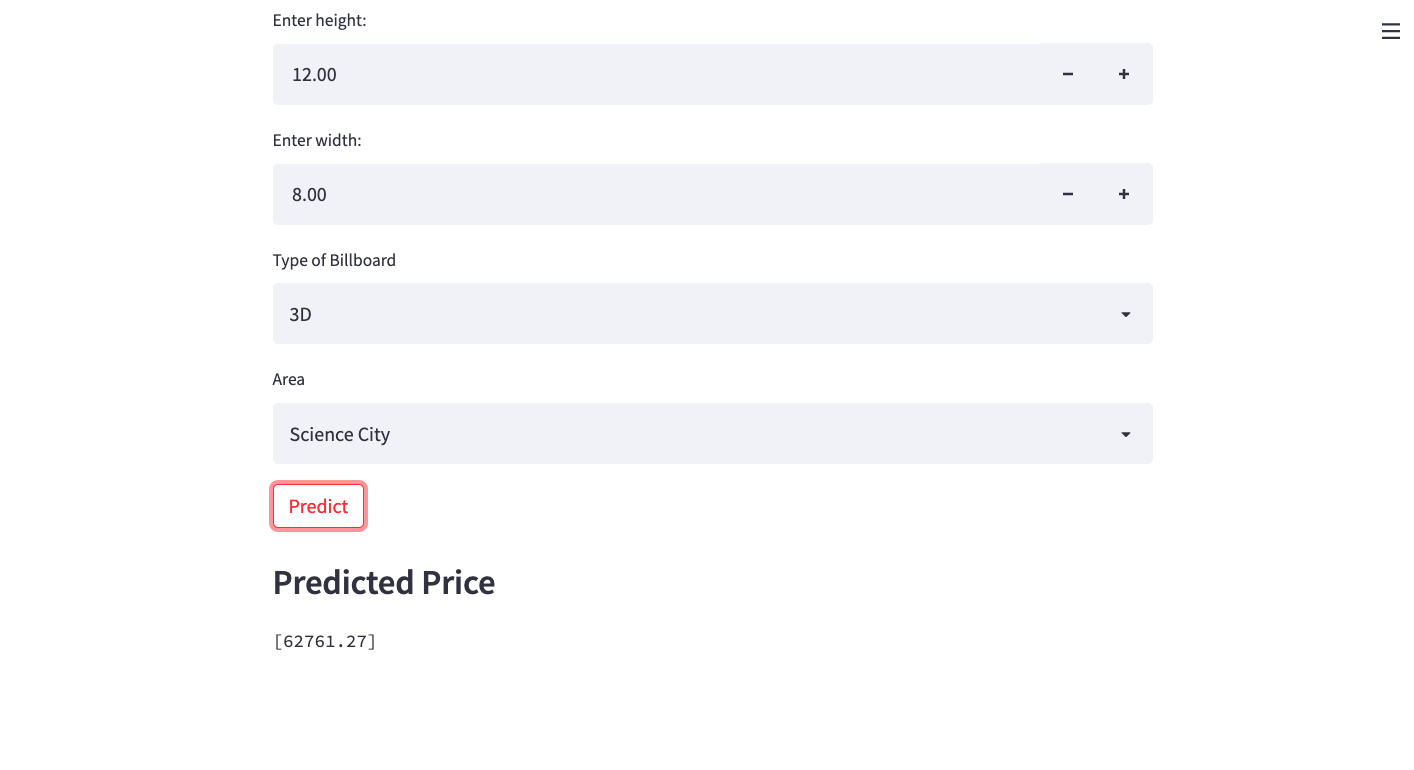 Enter height:
12.00
Enter width:
8.00
Type of Billboard
3D
Area
Science City
Predict
Predicted Price
[62761.27]